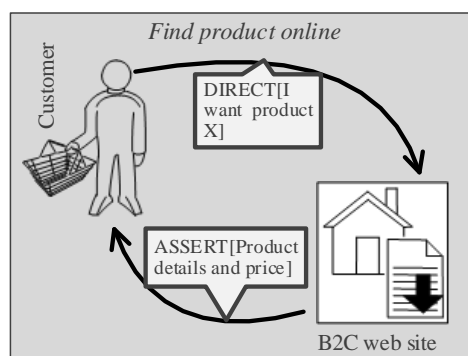 Find product online
Customer
DIRECT[I
want product
X]
ASSERT[Product
details and price]
B2C web site